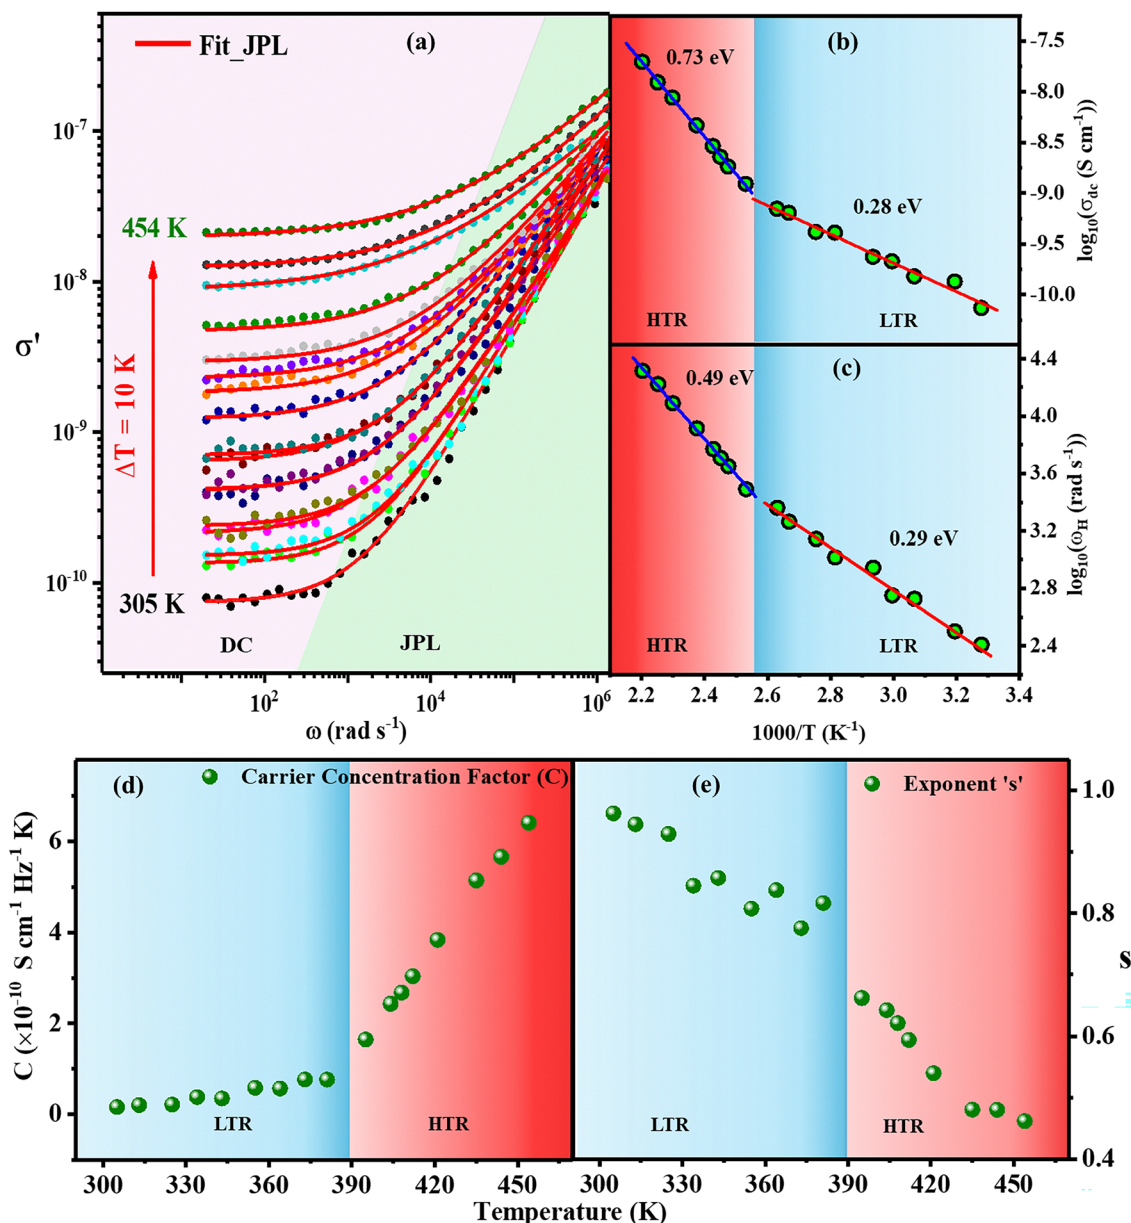 Fit_JPL
(a)
10⁻⁷
10⁻⁸
10⁻⁹
10⁻¹⁰
σ'
454 K
ΔT = 10 K
305 K
DC
JPL
10² 10⁴ 10⁶
ω (rad s⁻¹)
(b)
0.73 eV
0.28 eV
HTR
LTR
-7.5
-8.0
-8.5
-9.0
-9.5
-10.0
log₁₀(σdc (S cm⁻¹))
(c)
0.49 eV
0.29 eV
HTR
LTR
4.4
4.0
3.6
3.2
2.8
2.4
log₁₀(ωH (rad s⁻¹))
2.2 2.4 2.6 2.8 3.0 3.2 3.4
1000/T (K⁻¹)
(d)
Carrier Concentration Factor (C)
6
4
2
0
C (×10⁻¹⁰ S cm⁻¹ Hz⁻¹ K)
LTR
HTR
300 330 360 390 420 450
(e)
Exponent 's'
1.0
0.8
0.6
0.4
s
LTR
HTR
300 330 360 390 420 450
Temperature (K)